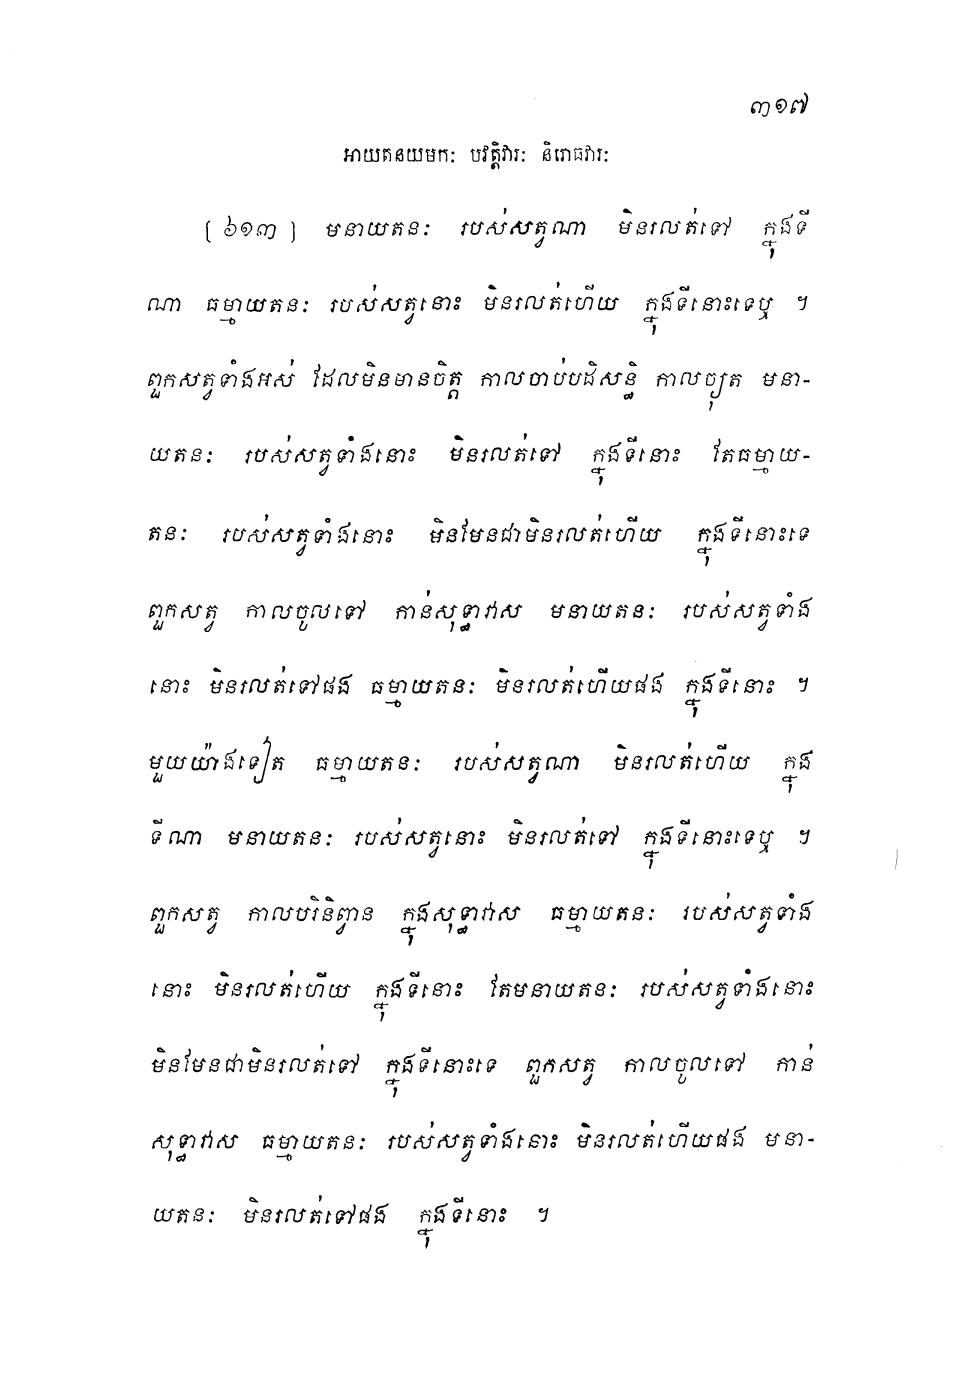 ៣១៧
អាយតនយមក: បវត្តិវារ: និរោធវារ:
( ៦១៣ ) មនាយតន: របស់សត្វណា មិនរលត់ទៅ ក្នុងទី
ណា ធម្មាយតន: របស់សត្វនោះ មិនរលត់ហើយ ក្នុងទីនោះទេឬ ។
ពួកសត្វទាំងអស់ ដែលមិនមានចិត្ត កាលចាប់បដិសន្ធិ កាលច្យុត មនា-
យតន: របស់សត្វទាំងនោះ មិនរលត់ទៅ ក្នុងទីនោះ តែធម្មាយ-
តន: របស់សត្វទាំងនោះ មិនមែនជាមិនរលត់ហើយ ក្នុងទីនោះទេ
ពួកសត្វ កាលចូលទៅ កាន់សុទ្ធាវាស មនាយតន: របស់សត្វទាំង
នោះ មិនរលត់ទៅផង ធម្មាយតន: មិនរលត់ហើយផង ក្នុងទីនោះ ។
មួយយ៉ាងទៀត ធម្មាយតន: របស់សត្វណា មិនរលត់ហើយ ក្នុង
ទីណា មនាយតន: របស់សត្វនោះ មិនរលត់ទៅ ក្នុងទីនោះទេឬ ។
ពួកសត្វ កាលបរិនិព្វាន ក្នុងសុទ្ធាវាស ធម្មាយតន: របស់សត្វទាំង
នោះ មិនរលត់ហើយ ក្នុងទីនោះ តែមនាយតន: របស់សត្វទាំងនោះ
មិនមែនជាមិនរលត់ទៅ ក្នុងទីនោះទេ ពួកសត្វ កាលចូលទៅ កាន់
សុទ្ធាវាស ធម្មាយតន: របស់សត្វទាំងនោះ មិនរលត់ហើយផង មនា-
យតន: មិនរលត់ទៅផង ក្នុងទីនោះ ។